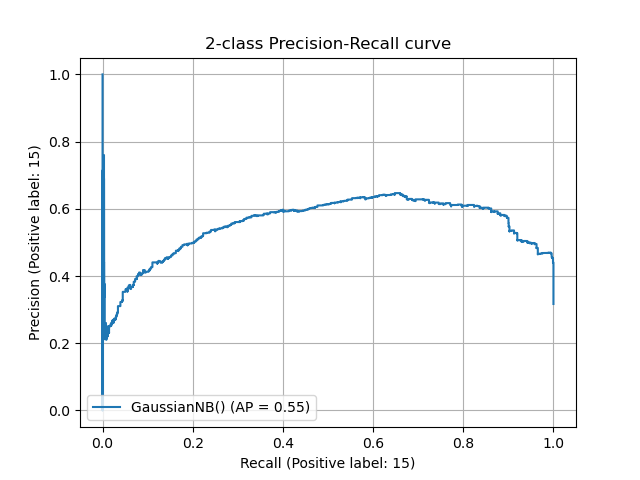 2-class Precision-Recall curve
1.0
0.8
0.6
0.4
0.2
0.0
Precision (Positive label: 15)
GaussianNB() (AP = 0.55)
0.0 0.2 0.4 0.6 0.8 1.0
Recall (Positive label: 15)